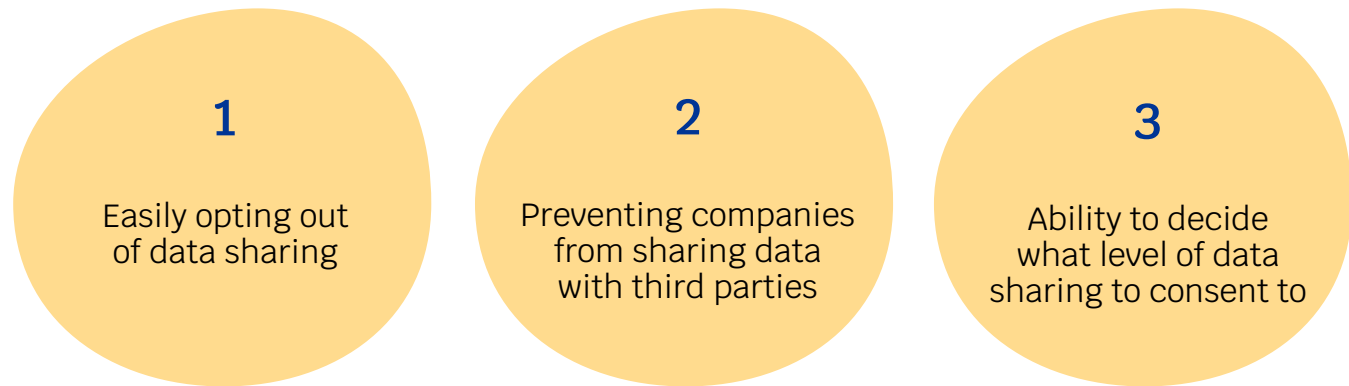 1
Easily opting out
of data sharing
2
Preventing companies
from sharing data
with third parties
3
Ability to decide
what level of data
sharing to consent to